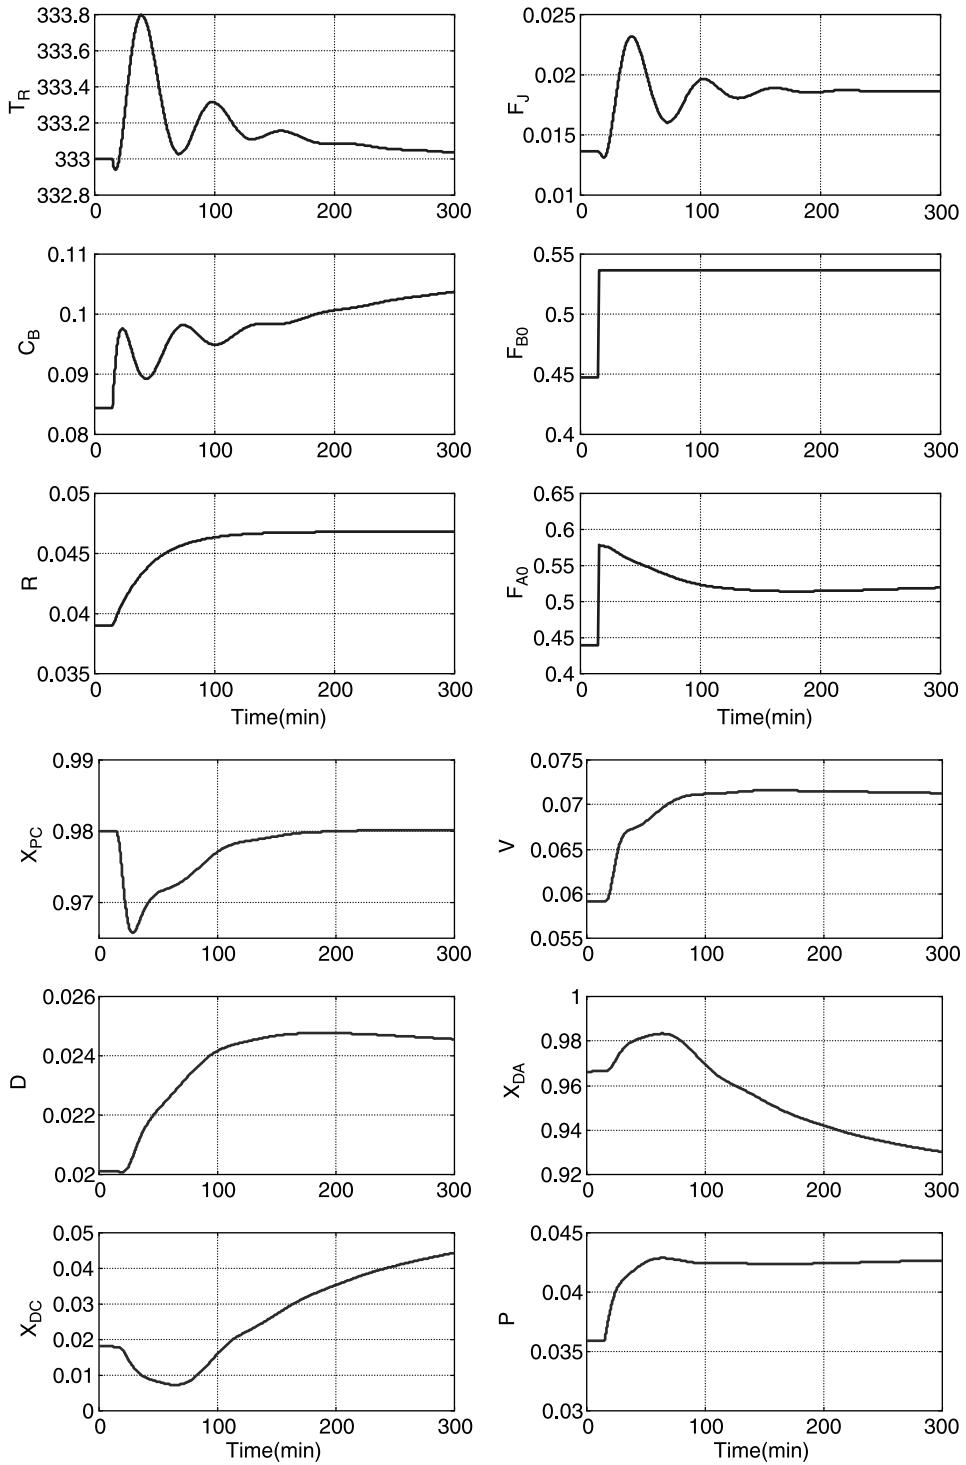 333.8
333.6
333.4
333.2
333
332.8
T_R
0 100 200 300
0.025
0.02
0.015
0.01
F_J
0 100 200 300
0.11
0.1
0.09
0.08
C_B
0 100 200 300
0.55
0.5
0.45
0.4
F_B0
0 100 200 300
0.05
0.045
0.04
0.035
R
0 100 200 300
Time(min)
0.65
0.6
0.55
0.5
0.45
0.4
F_A0
0 100 200 300
Time(min)
0.99
0.98
0.97
X_PC
0 100 200 300
0.075
0.07
0.065
0.06
0.055
V
0 100 200 300
0.026
0.024
0.022
0.02
D
0 100 200 300
1
0.98
0.96
0.94
0.92
X_DA
0 100 200 300
0.05
0.04
0.03
0.02
0.01
0
X_DC
0 100 200 300
Time(min)
0.045
0.04
0.035
0.03
P
0 100 200 300
Time(min)